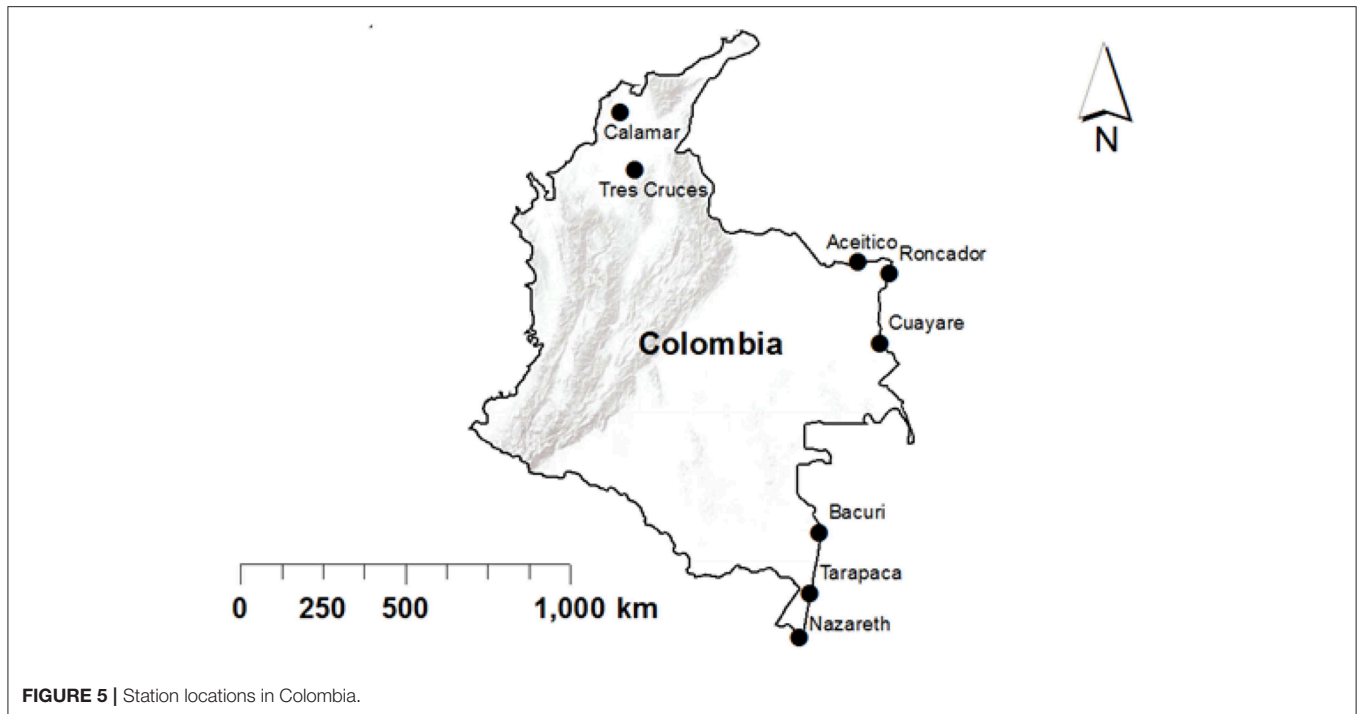 N
Calamar
Tres Cruces
Aceitico
Roncador
Cuayare
Colombia
Bacuri
Tarapaca
Nazareth
0 250 500 1,000 km
FIGURE 5 | Station locations in Colombia.